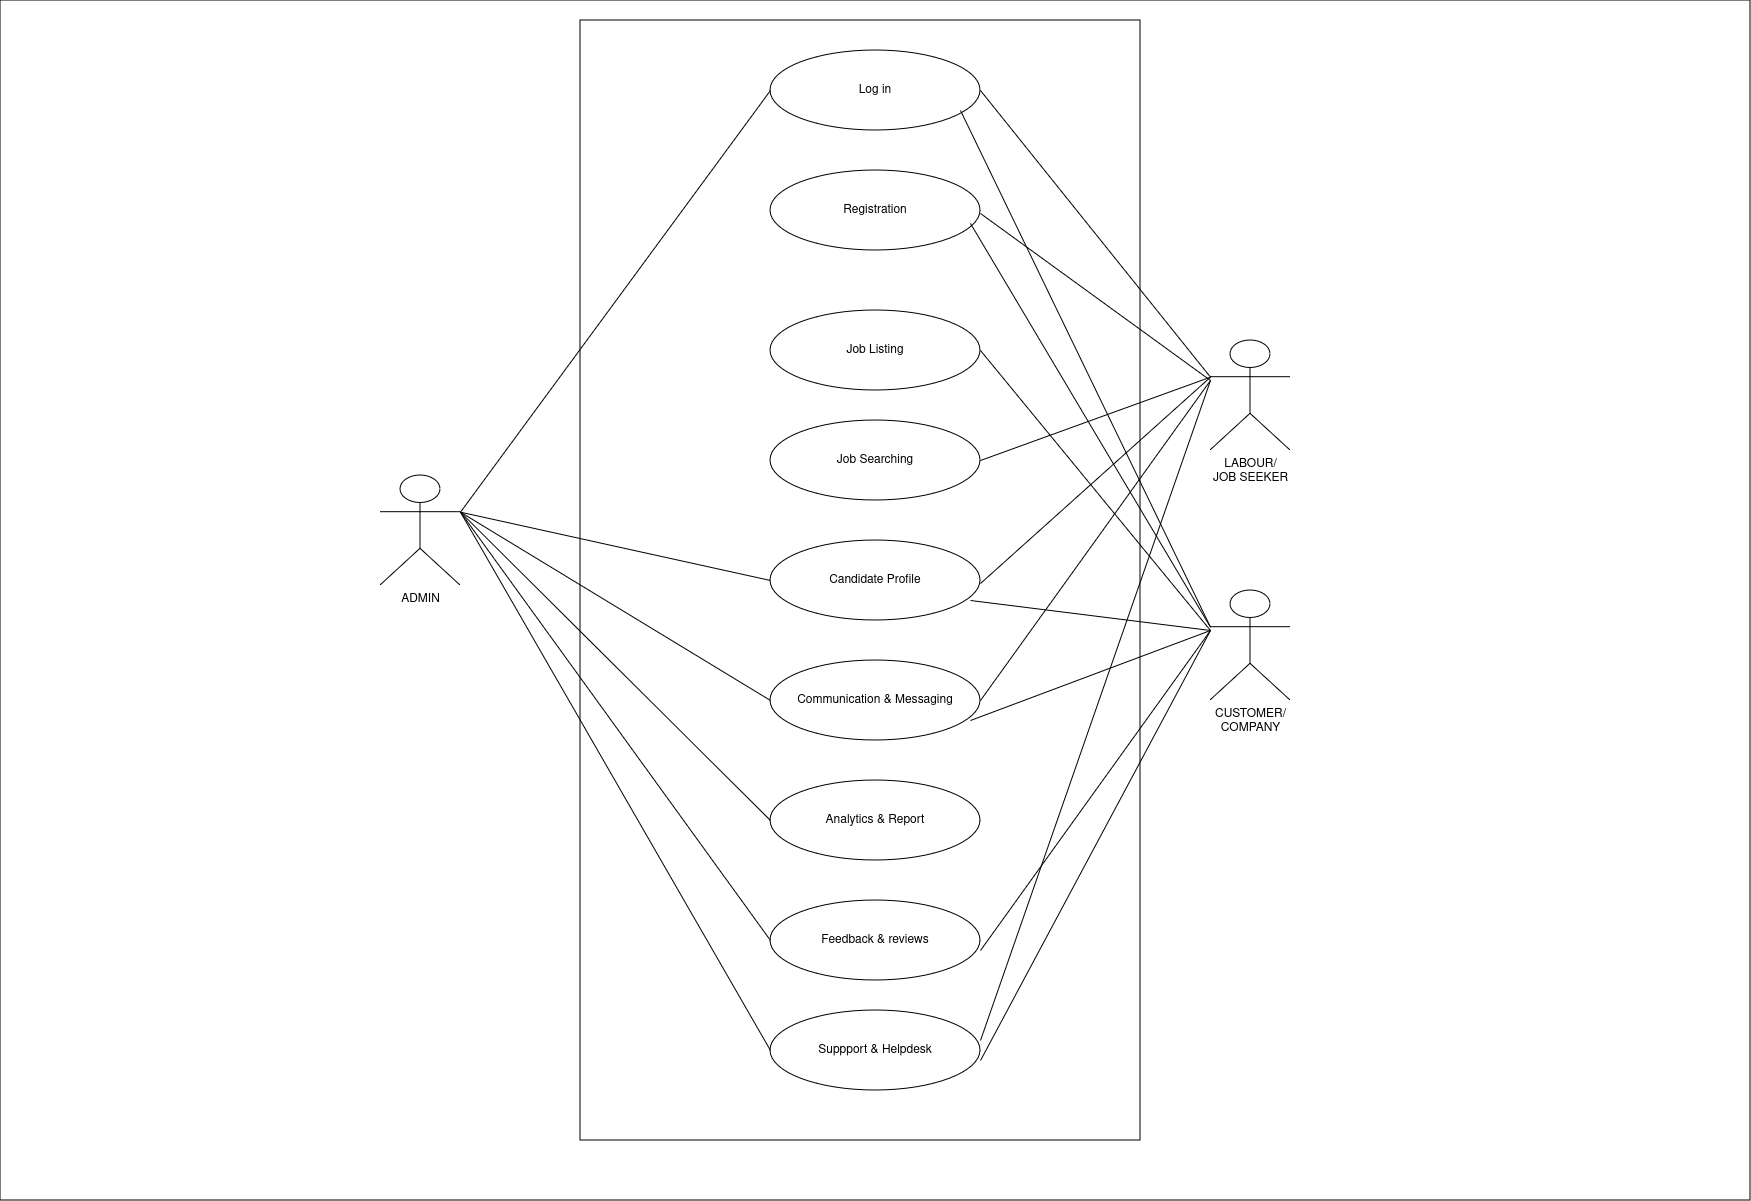 Log in
Registration
Job Listing
Job Searching
Candidate Profile
Communication & Messaging
Analytics & Report
Feedback & reviews
Suppport & Helpdesk
ADMIN
LABOUR/
JOB SEEKER
CUSTOMER/
COMPANY